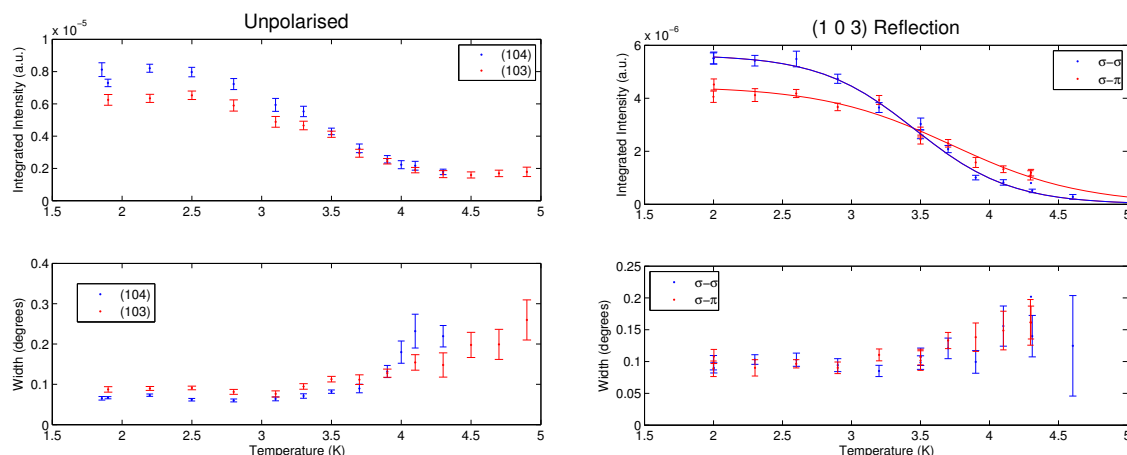 Unpolarised
x 10⁻⁵
Integrated Intensity (a.u.)
1
0.8
0.6
0.4
0.2
0
(104)
(103)
1.5 2 2.5 3 3.5 4 4.5 5
(1 0 3) Reflection
x 10⁻⁶
Integrated Intensity (a.u.)
6
4
2
0
σ−σ
σ−π
1.5 2 2.5 3 3.5 4 4.5 5
Width (degrees)
0.4
0.3
0.2
0.1
0
(104)
(103)
1.5 2 2.5 3 3.5 4 4.5 5
Temperature (K)
Width (degrees)
0.25
0.2
0.15
0.1
0.05
0
σ−σ
σ−π
1.5 2 2.5 3 3.5 4 4.5 5
Temperature (K)